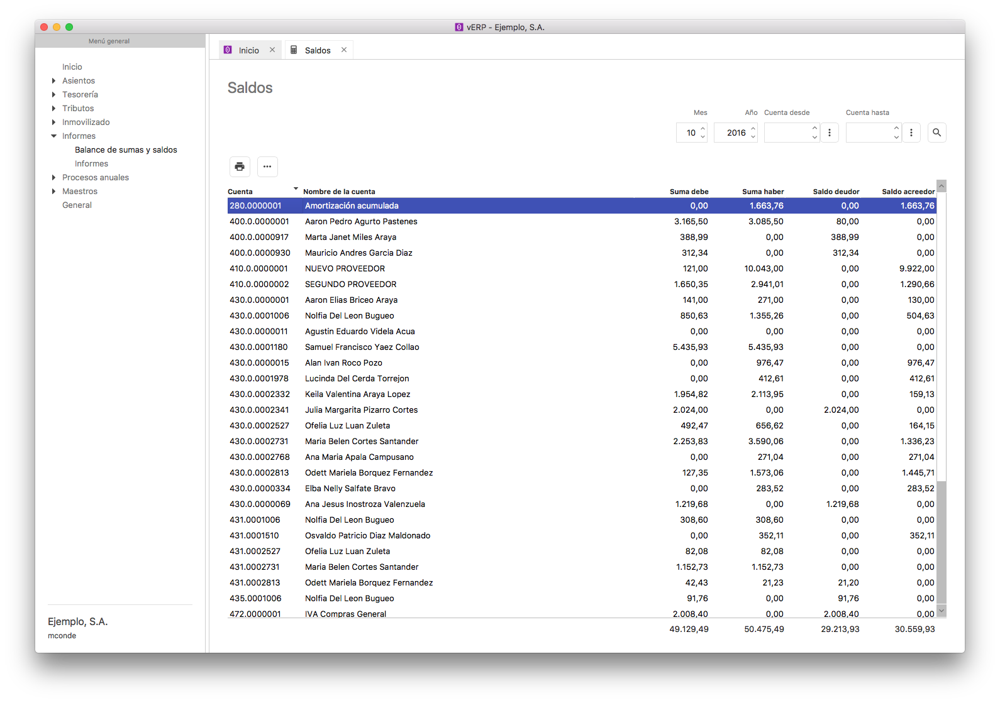 vERP - Ejemplo, S.A.
Menú general
Inicio
Asientos
Tesorería
Tributos
Inmovilizado
Informes
Balance de sumas y saldos
Informes
Procesos anuales
Maestros
General
Ejemplo, S.A.
mconde
Inicio Saldos
Saldos
Mes Año Cuenta desde Cuenta hasta
10 2016
Cuenta Nombre de la cuenta Suma debe Suma haber Saldo deudor Saldo acreedor
280.0000001 Amortización acumulada 0,00 1.663,76 0,00 1.663,76
400.0.0000001 Aaron Pedro Agurto Pastenes 3.165,50 3.085,50 80,00 0,00
400.0.0000917 Marta Janet Miles Araya 388,99 0,00 388,99 0,00
400.0.0000930 Mauricio Andres Garcia Diaz 312,34 0,00 312,34 0,00
410.0.0000001 NUEVO PROVEEDOR 121,00 10.043,00 0,00 9.922,00
410.0.0000002 SEGUNDO PROVEEDOR 1.650,35 2.941,01 0,00 1.290,66
430.0.0000001 Aaron Elias Briceo Araya 141,00 271,00 0,00 130,00
430.0.0001006 Nolfia Del Leon Bugueo 850,63 1.355,26 0,00 504,63
430.0.0000011 Agustin Eduardo Videla Acua 0,00 0,00 0,00 0,00
430.0.0001180 Samuel Francisco Yaez Collao 5.435,93 5.435,93 0,00 0,00
430.0.0000015 Alan Ivan Roco Pozo 0,00 976,47 0,00 976,47
430.0.0001978 Lucinda Del Cerda Torrejon 0,00 412,61 0,00 412,61
430.0.0002332 Keila Valentina Araya Lopez 1.954,82 2.113,95 0,00 159,13
430.0.0002341 Julia Margarita Pizarro Cortes 2.024,00 0,00 2.024,00 0,00
430.0.0002527 Ofelia Luz Luan Zuleta 492,47 656,62 0,00 164,15
430.0.0002731 Maria Belen Cortes Santander 2.253,83 3.590,06 0,00 1.336,23
430.0.0002768 Ana Maria Apala Campusano 0,00 271,04 0,00 271,04
430.0.0002813 Odett Mariela Borquez Fernandez 127,35 1.573,06 0,00 1.445,71
430.0.0000334 Elba Nelly Salfate Bravo 0,00 283,52 0,00 283,52
430.0.0000069 Ana Jesus Inostroza Valenzuela 1.219,68 0,00 1.219,68 0,00
431.0001006 Nolfia Del Leon Bugueo 308,60 308,60 0,00 0,00
431.0001510 Osvaldo Patricio Diaz Maldonado 0,00 352,11 0,00 352,11
431.0002527 Ofelia Luz Luan Zuleta 82,08 82,08 0,00 0,00
431.0002731 Maria Belen Cortes Santander 1.152,73 1.152,73 0,00 0,00
431.0002813 Odett Mariela Borquez Fernandez 42,43 21,23 21,20 0,00
435.0001006 Nolfia Del Leon Bugueo 91,76 0,00 91,76 0,00
472.0000001 IVA Compras General 2.008,40 0,00 2.008,40 0,00
49.129,49 50.475,49 29.213,93 30.559,93